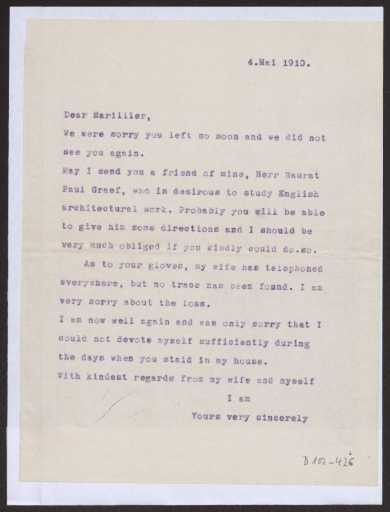 4.Mai 1910.
Dear Marillier,
We were sorry you left so soon and we did not
see you again.
May I send you a friend of mine, Herr Baurat
Paul Graef, who is desirous to study English
architectural work. Probably you will be able
to give him some directions and I should be
very much obliged if you kindly could do.so.
As to your gloves, my wife has telephoned
everywhere, but no trace has been found. I am
very sorry about the loss.
I am now well again and was only sorry that I
could not devote myself sufficiently during
the days when you staid in my house.
With kindest regards from my wife and myself
I am
Yours very sincerely
D 102-426